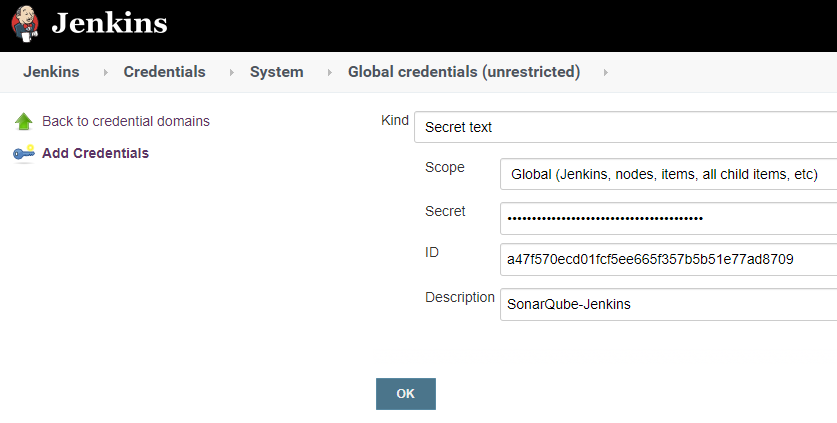 Jenkins
Jenkins Credentials System Global credentials (unrestricted)
Back to credential domains
Add Credentials
Kind Secret text
Scope Global (Jenkins, nodes, items, all child items, etc)
Secret ••••••••••••••••••••••••••••••••••••••••
ID a47f570ecd01fcf5ee665f357b5b51e77ad8709
Description SonarQube-Jenkins
OK